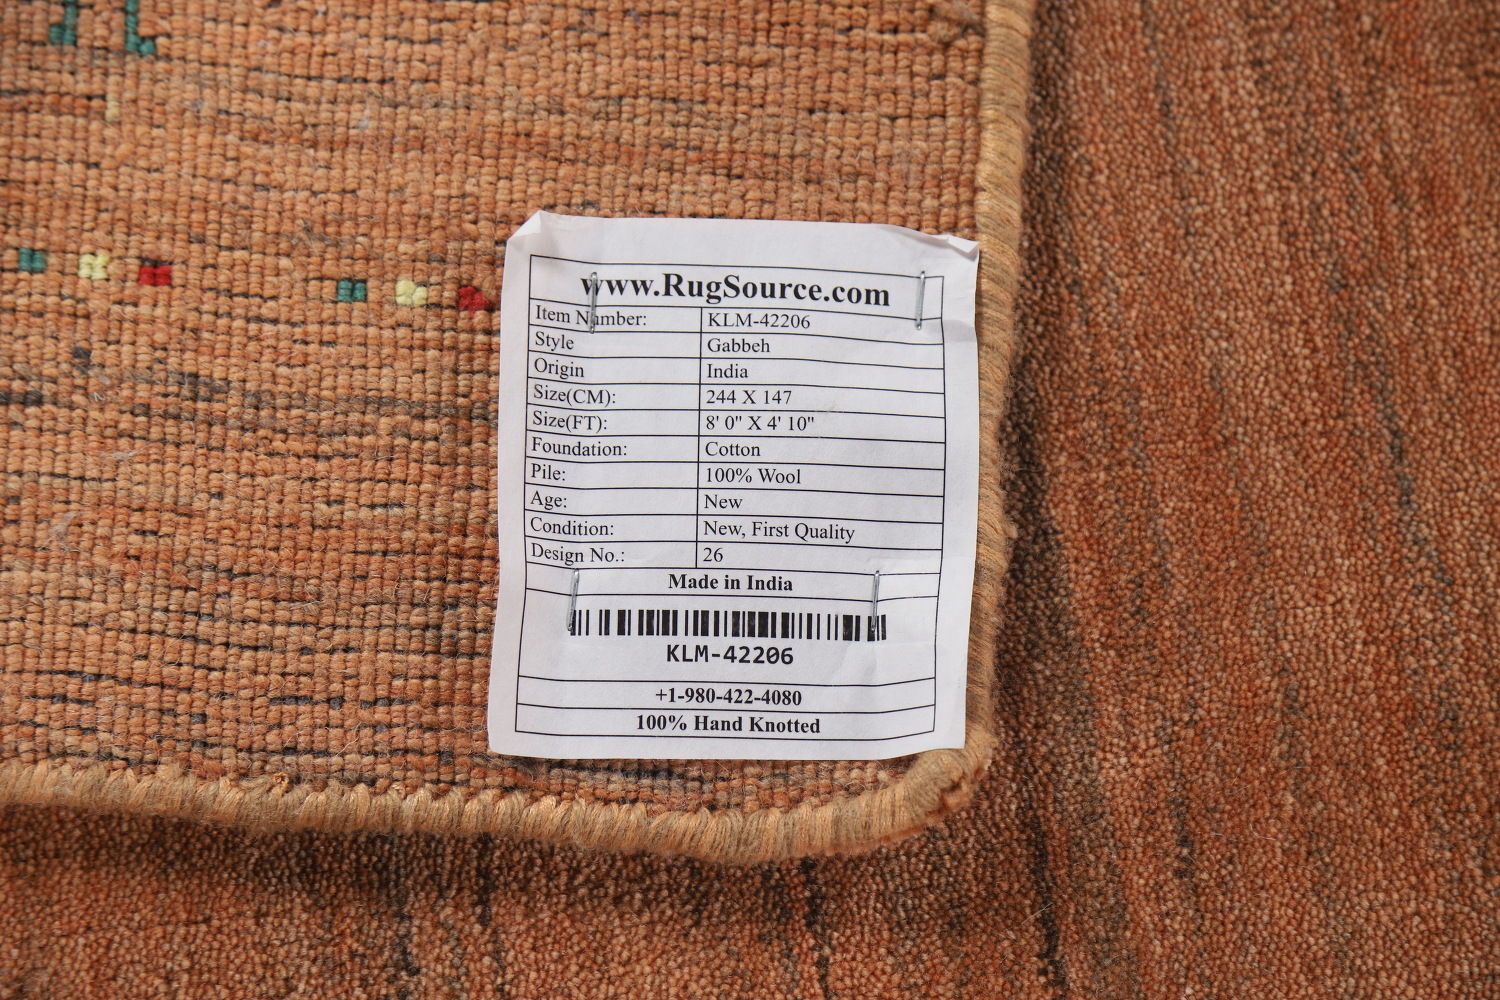 www.RugSource.com
Item Number: KLM-42206
Style Gabbeh
Origin India
Size(CM): 244 X 147
Size(FT): 8' 0" X 4' 10"
Foundation: Cotton
Pile: 100% Wool
Age: New
Condition: New, First Quality
Design No.: 26
Made in India
KLM-42206
+1-980-422-4080
100% Hand Knotted